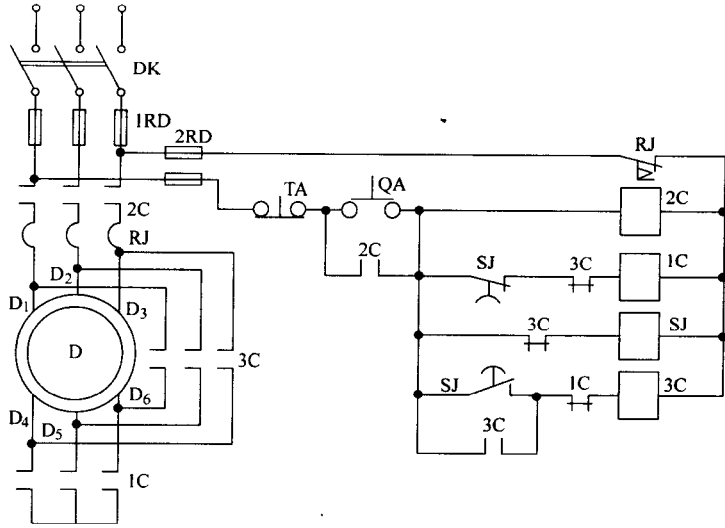 DK
1RD
2RD
RJ
TA
QA
2C
2C
RJ
2C
SJ
3C
1C
D₂
D₁
D₃
D
3C
3C
SJ
SJ
1C
3C
D₆
D₄
D₅
3C
1C